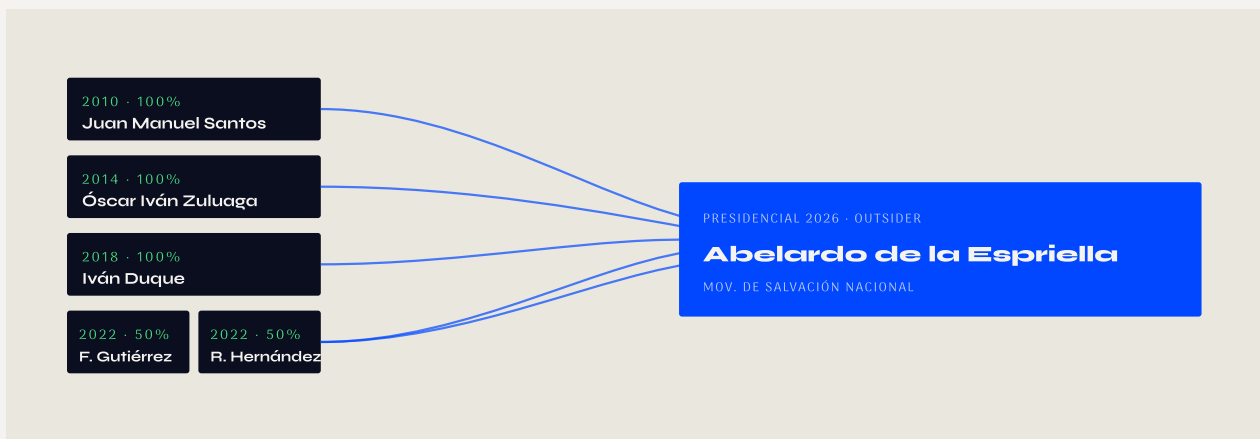 2010 · 100%
Juan Manuel Santos
2014 · 100%
Óscar Iván Zuluaga
2018 · 100%
Iván Duque
2022 · 50%
F. Gutiérrez
2022 · 50%
R. Hernández
PRESIDENCIAL 2026 · OUTSIDER
Abelardo de la Espriella
MOV. DE SALVACIÓN NACIONAL